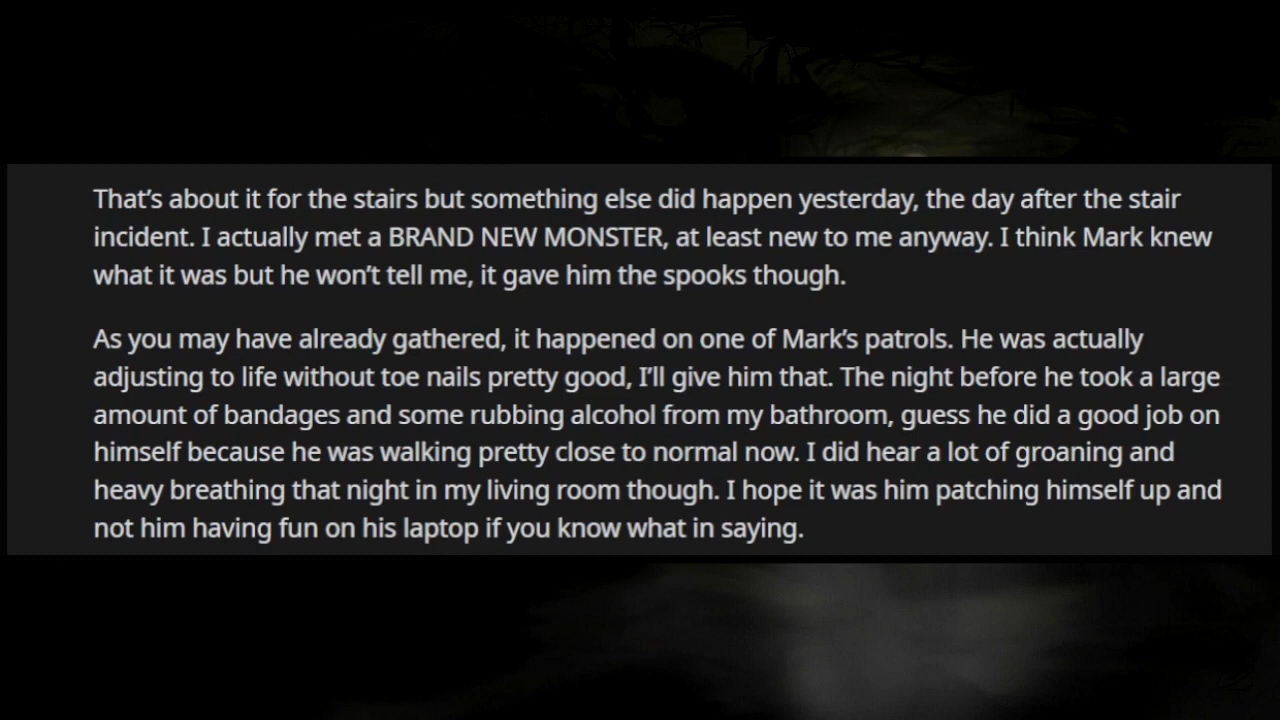 That’s about it for the stairs but something else did happen yesterday, the day after the stair
incident. I actually met a BRAND NEW MONSTER, at least new to me anyway. I think Mark knew
what it was but he won’t tell me, it gave him the spooks though.
As you may have already gathered, it happened on one of Mark’s patrols. He was actually
adjusting to life without toe nails pretty good, I’ll give him that. The night before he took a large
amount of bandages and some rubbing alcohol from my bathroom, guess he did a good job on
himself because he was walking pretty close to normal now. I did hear a lot of groaning and
heavy breathing that night in my living room though. I hope it was him patching himself up and
not him having fun on his laptop if you know what in saying.